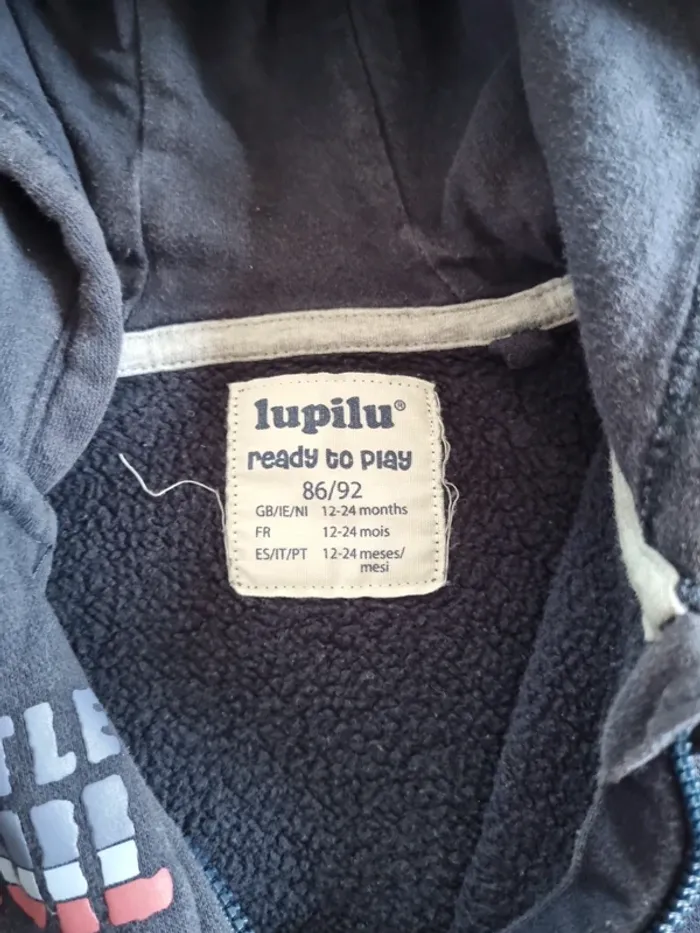 lupilu®
ready to play
86/92
GB/IE/NI 12-24 months
FR 12-24 mois
ES/IT/PT 12-24 meses/
mesi
TLE